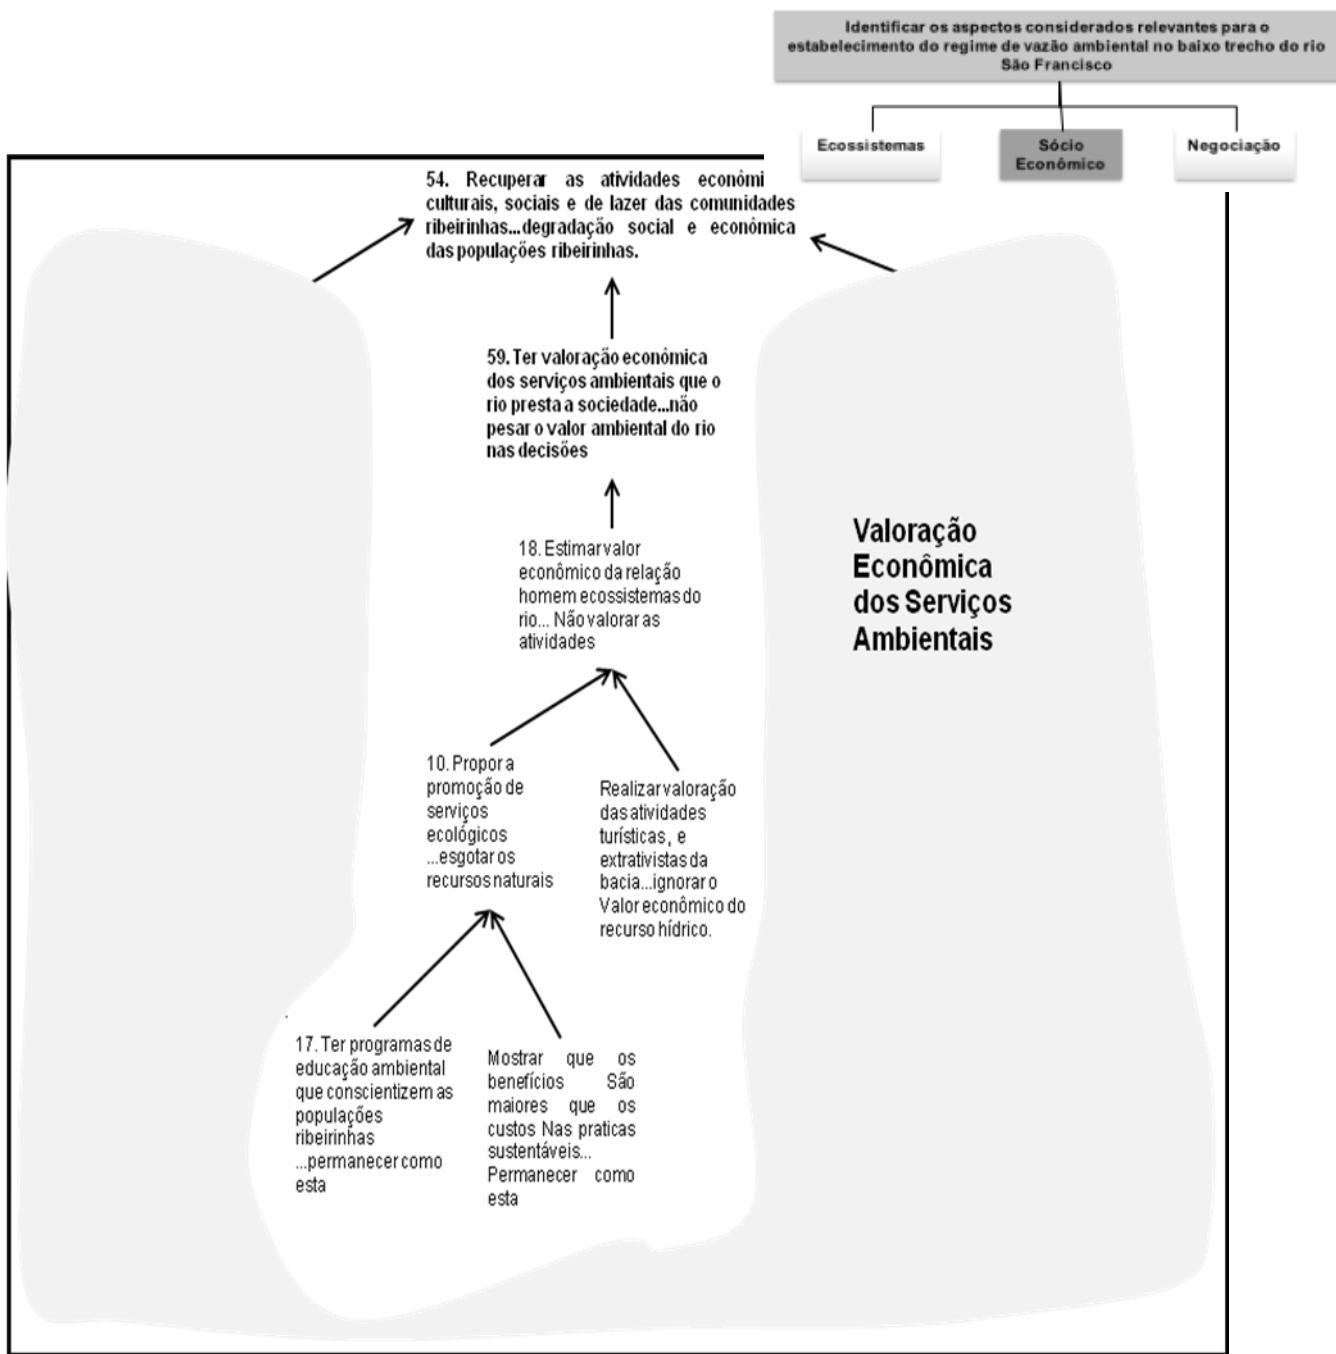 Identificar os aspectos considerados relevantes para o
estabelecimento do regime de vazão ambiental no baixo trecho do rio
São Francisco
Ecossistemas
Sócio
Econômico
Negociação
54. Recuperar as atividades econômi
culturais, sociais e de lazer das comunidades
ribeirinhas...degradação social e econômica
das populações ribeirinhas.
59. Ter valoração econômica
dos serviços ambientais que o
rio presta a sociedade...não
pesar o valor ambiental do rio
nas decisões
18. Estimar valor
econômico da relação
homem ecossistemas do
rio... Não valorar as
atividades
Valoração
Econômica
dos Serviços
Ambientais
10. Propor a
promoção de
serviços
ecológicos
...esgotar os
recursos naturais
Realizar valoração
das atividades
turísticas, e
extrativistas da
bacia...ignorar o
Valor econômico do
recurso hídrico.
17. Ter programas de
educação ambiental
que conscientizem as
populações
ribeirinhas
...permanecer como
esta
Mostrar que os
benefícios São
maiores que os
custos Nas praticas
sustentáveis...
Permanecer como
esta